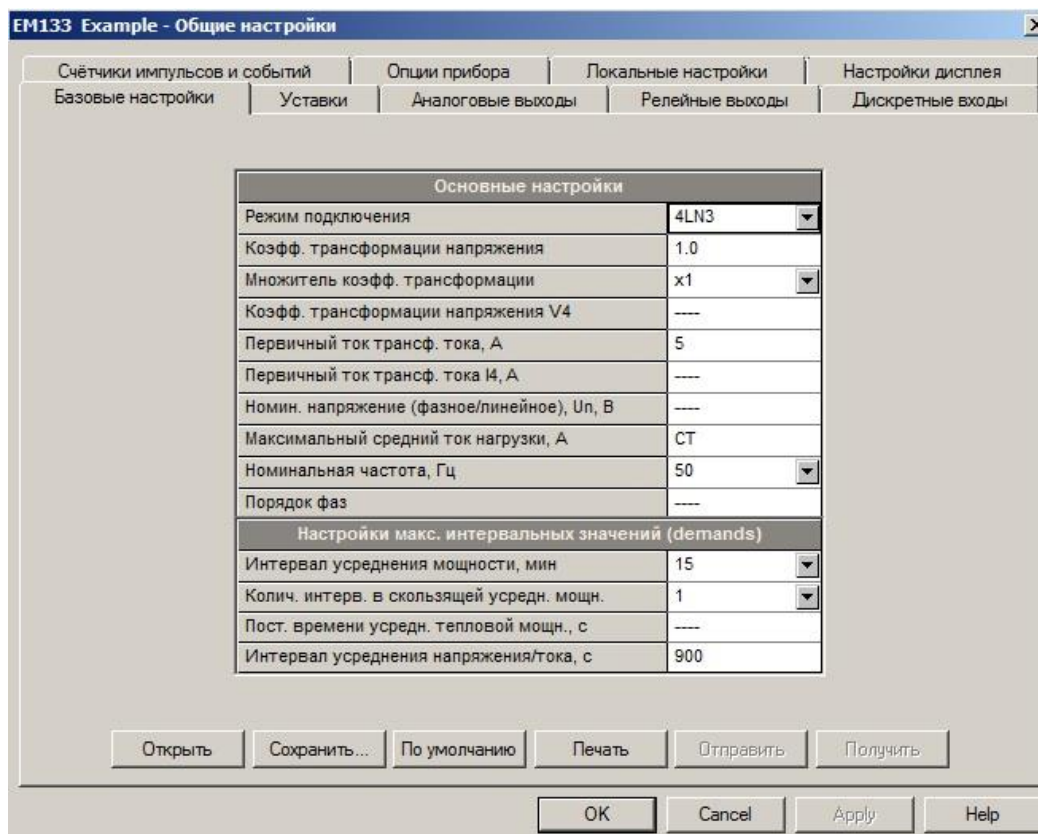 EM133 Example - Общие настройки
Счётчики импульсов и событий Опции прибора Локальные настройки Настройки дисплея
Базовые настройки Уставки Аналоговые выходы Релейные выходы Дискретные входы
Основные настройки
Режим подключения 4LN3
Коэфф. трансформации напряжения 1.0
Множитель коэфф. трансформации x1
Коэфф. трансформации напряжения V4 ----
Первичный ток трансф. тока, А 5
Первичный ток трансф. тока I4, А ----
Номин. напряжение (фазное/линейное), Un, В ----
Максимальный средний ток нагрузки, А CT
Номинальная частота, Гц 50
Порядок фаз ----
Настройки макс. интервальных значений (demands)
Интервал усреднения мощности, мин 15
Колич. интерв. в скользящей усредн. мощн. 1
Пост. времени усредн. тепловой мощн., с ----
Интервал усреднения напряжения/тока, с 900
Открыть Сохранить... По умолчанию Печать Отправить Получить
OK Cancel Apply Help